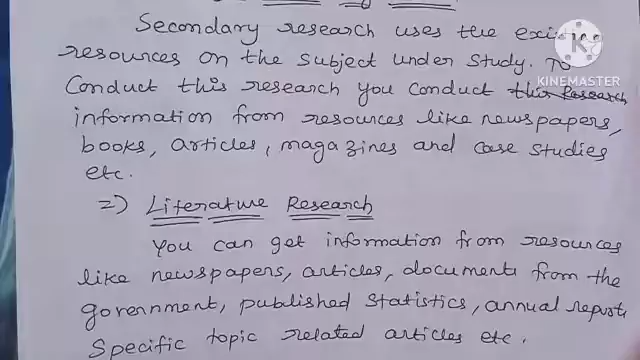 Secondary research uses the
resources on the subject under study. To
KINEMASTER
Conduct this research you conduct this Research
information from resources like newspapers,
books, articles, magazines and case studies
etc.
2) Literature Research
You can get information from resources
like newspapers, articles, documents from the
government, published statistics, annual report
Specific topic related articles etc.